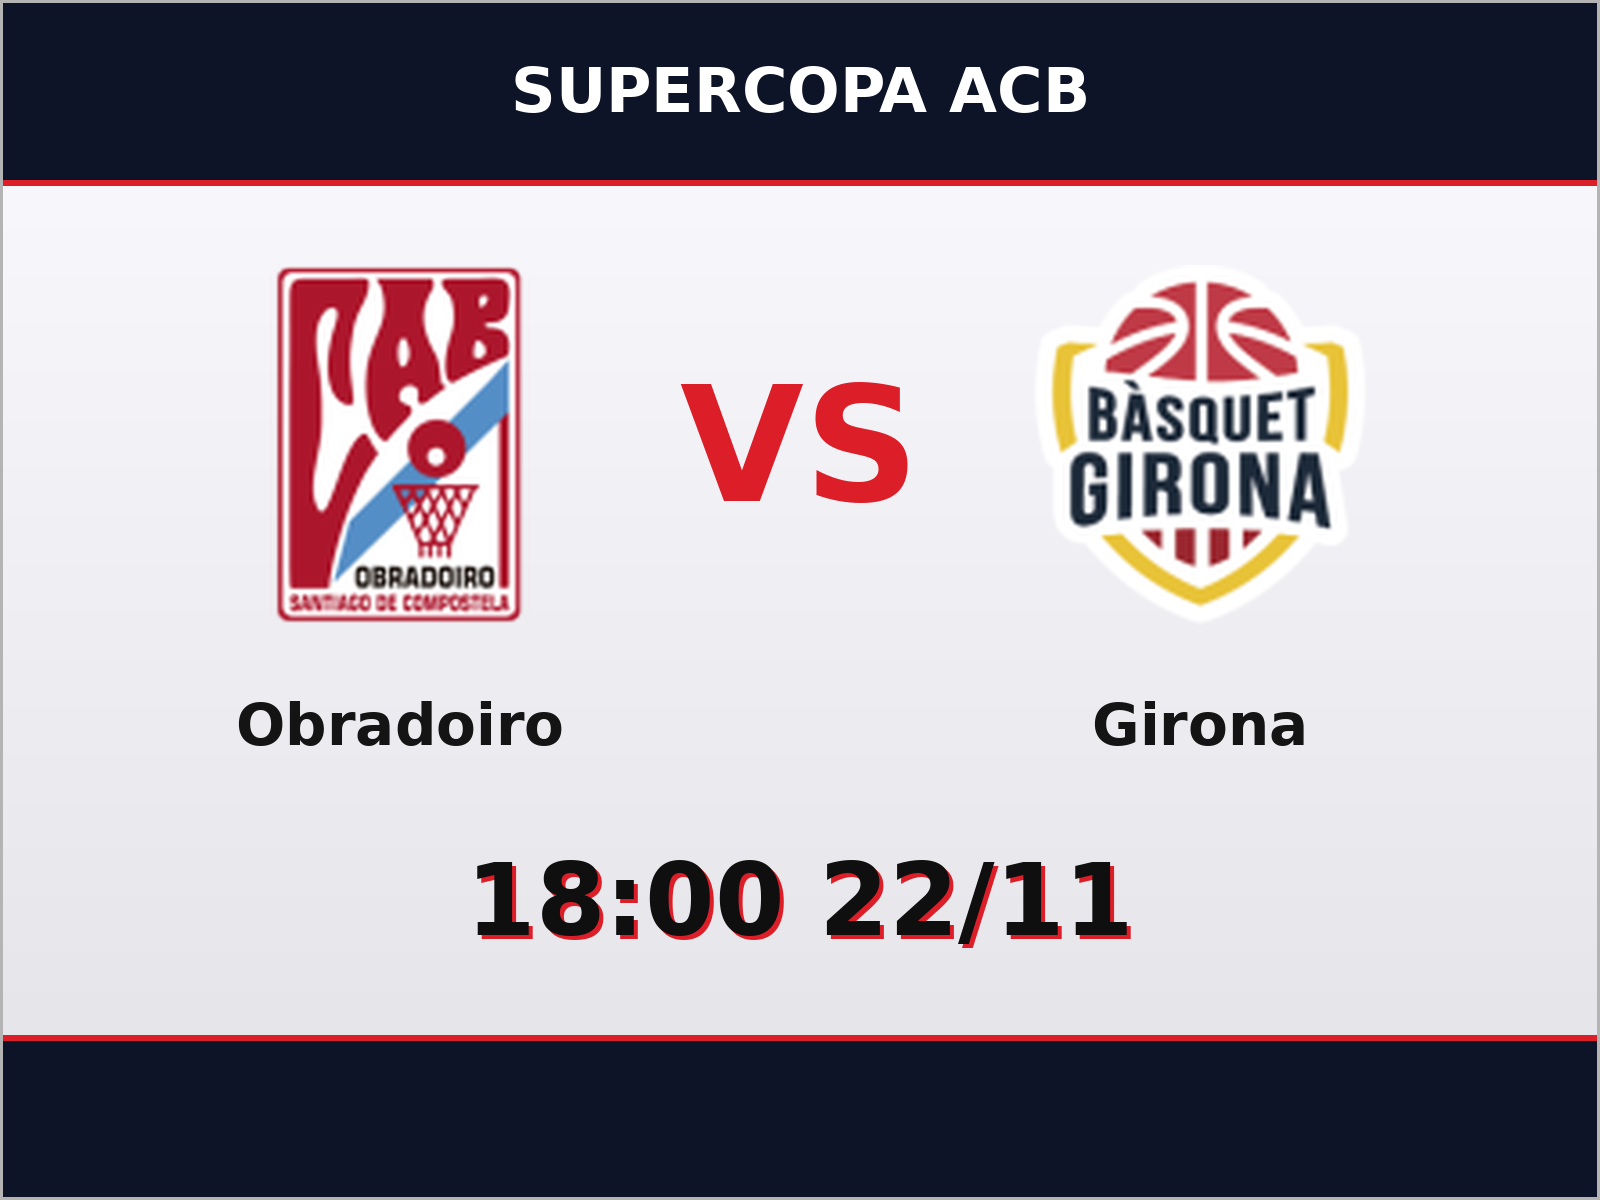 SUPERCOPA ACB
CAB
OBRADOIRO
SANTIAGO DE COMPOSTELA
VS
BÀSQUET
GIRONA
Obradoiro
Girona
18:00 22/11